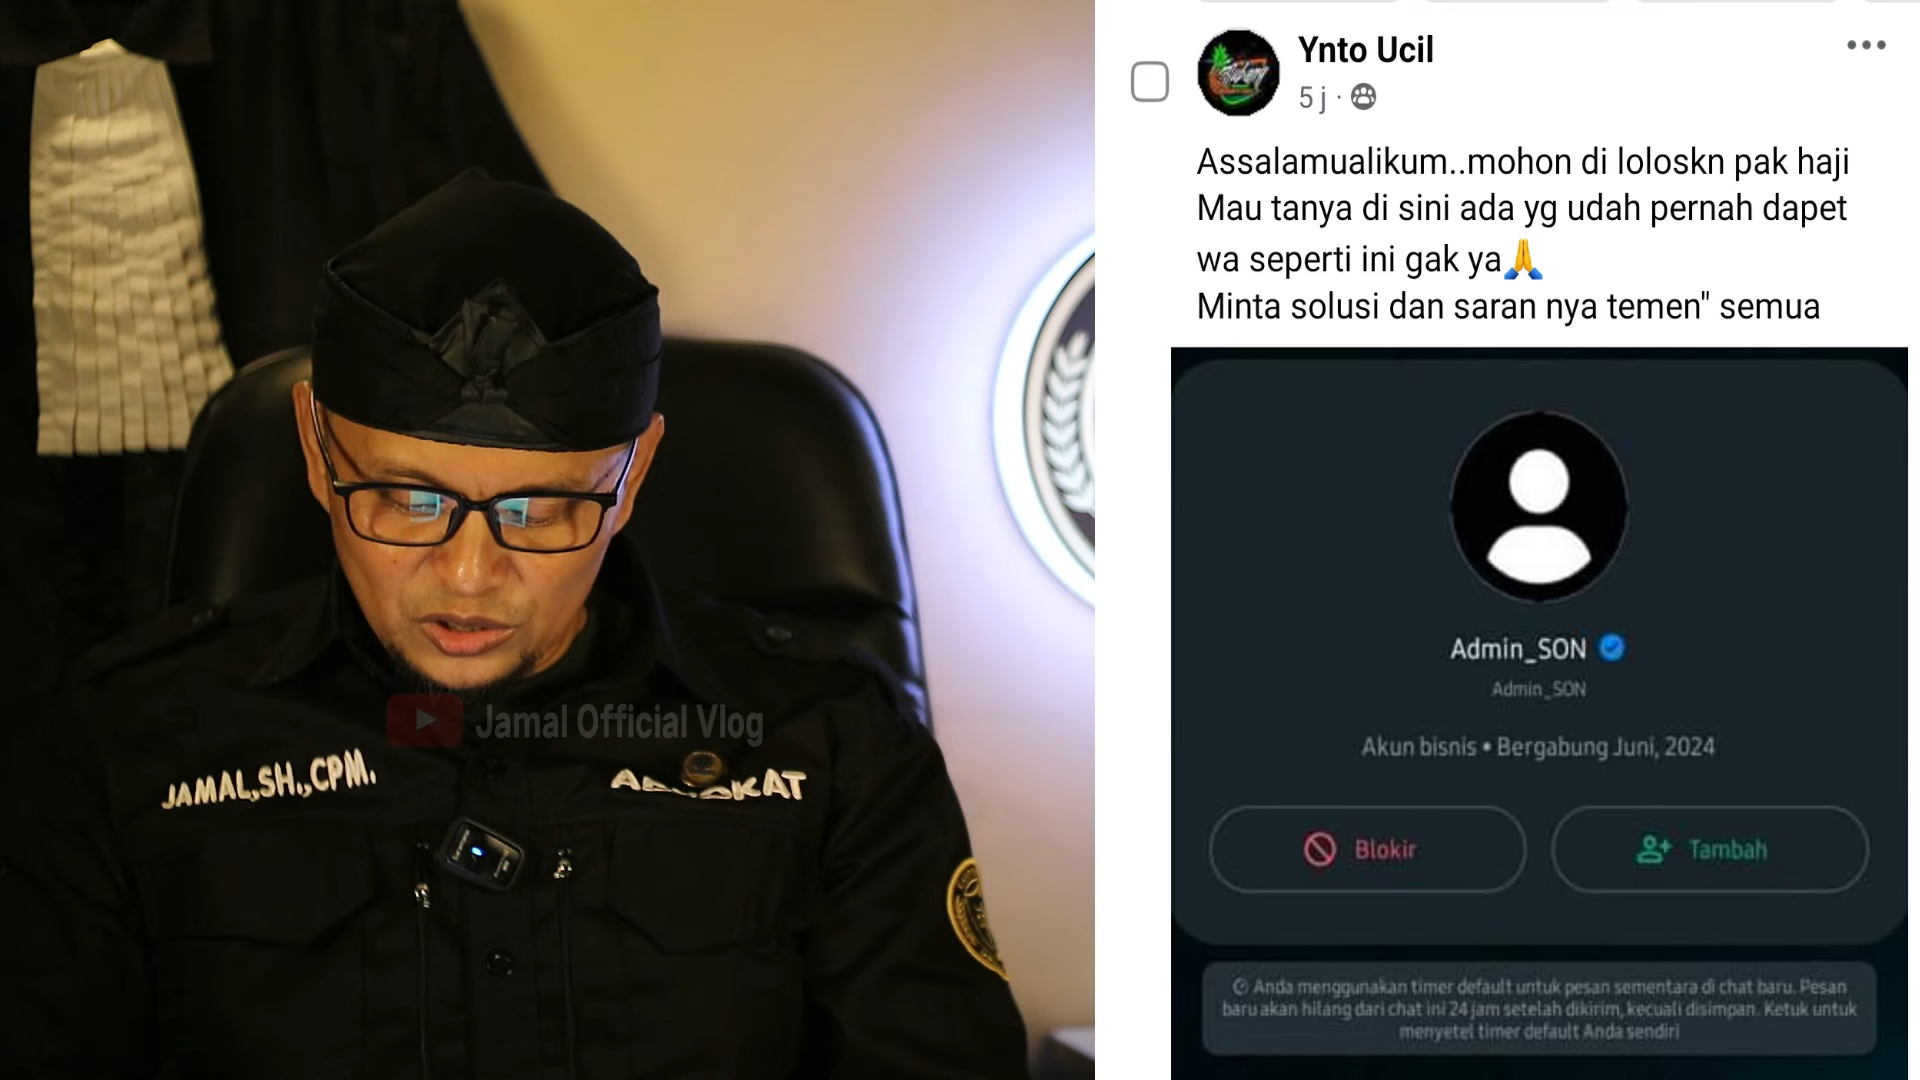 JAMAL,SH.,CPM.
Jamal Official Vlog
Ynto Ucil
5 j ·
Assalamualikum..mohon di loloskn pak haji
Mau tanya di sini ada yg udah pernah dapet
wa seperti ini gak ya🙏
Minta solusi dan saran nya temen" semua
Admin_SON
Admin_SON
Akun bisnis • Bergabung Juni, 2024
Blokir
Tambah
Anda menggunakan timer default untuk pesan sementara di chat baru. Pesan
baru akan hilang dari chat ini 24 jam setelah dikirim, kecuali disimpan. Ketuk untuk
menyetel timer default Anda sendiri